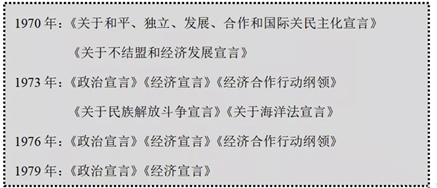 1970 年：《关于和平、独立、发展、合作和国际关民主化宣言》
《关于不结盟和经济发展宣言》
1973 年：《政治宣言》《经济宣言》《经济合作行动纲领》
《关于民族解放斗争宣言》《关于海洋法宣言》
1976 年：《政治宣言》《经济宣言》《经济合作行动纲领》
1979 年：《政治宣言》《经济宣言》